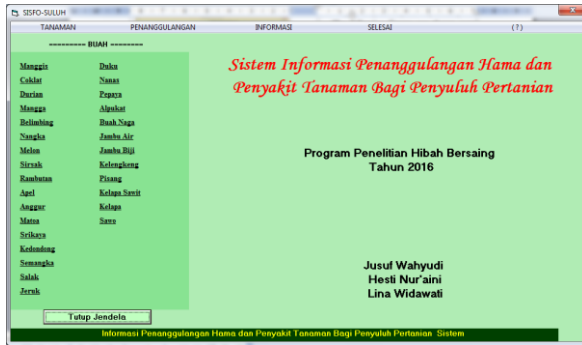 SISFO-SULUH
TANAMAN PENANGGULANGAN INFORMASI SELESAI (?)
========= BUAH ========
Manggis Duku
Coklat Nanas
Durian Pepaya
Mangga Alpukat
Belimbing Buah Naga
Nangka Jambu Air
Melon Jambu Biji
Sirsak Kelengkeng
Rambutan Pisang
Apel Kelapa Sawit
Anggur Kelapa
Matoa Sawo
Srikaya
Kedondong
Semangka
Salak
Jeruk
Tutup Jendela
Sistem Informasi Penanggulangan Hama dan
Penyakit Tanaman Bagi Penyuluh Pertanian
Program Penelitian Hibah Bersaing
Tahun 2016
Jusuf Wahyudi
Hesti Nur'aini
Lina Widawati
Informasi Penanggulangan Hama dan Penyakit Tanaman Bagi Penyuluh Pertanian Sistem